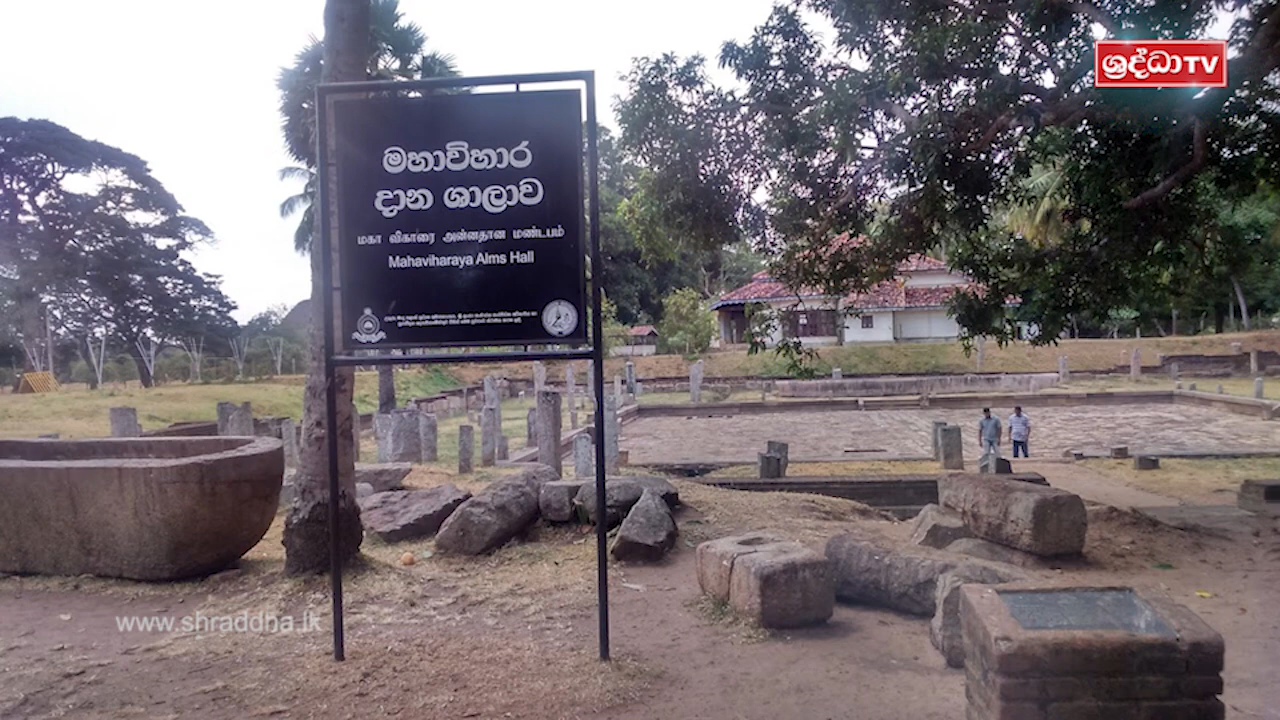 ශ්‍රද්ධාTV
මහාවිහාර
දාන ශාලාව
மகா விகாரை அன்னதான மண்டபம்
Mahaviharaya Alms Hall
www.shraddha.lk